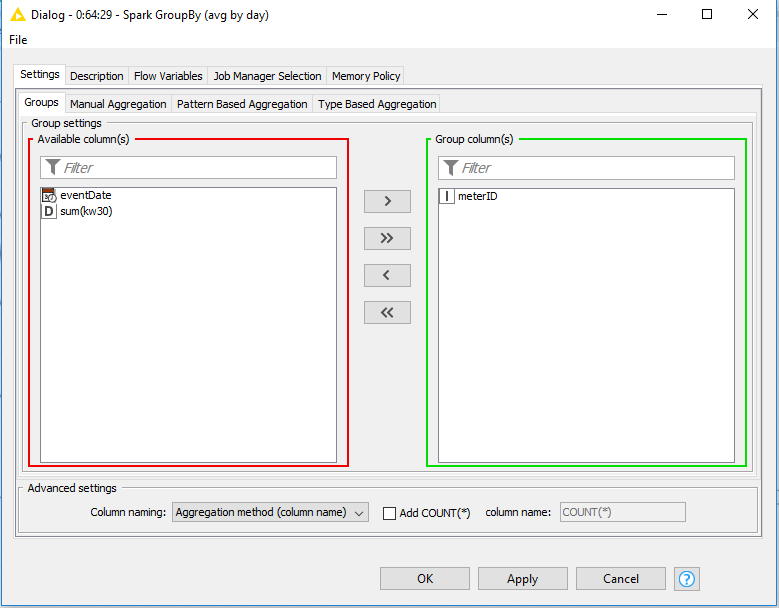 Dialog - 0:64:29 - Spark GroupBy (avg by day)
File
Settings Description Flow Variables Job Manager Selection Memory Policy
Groups Manual Aggregation Pattern Based Aggregation Type Based Aggregation
Group settings
Available column(s) Group column(s)
Filter Filter
eventDate I meterID
D sum(kw30)
>
>>
<
<<
Advanced settings
Column naming: Aggregation method (column name) Add COUNT(*) column name: COUNT(*)
OK Apply Cancel ?